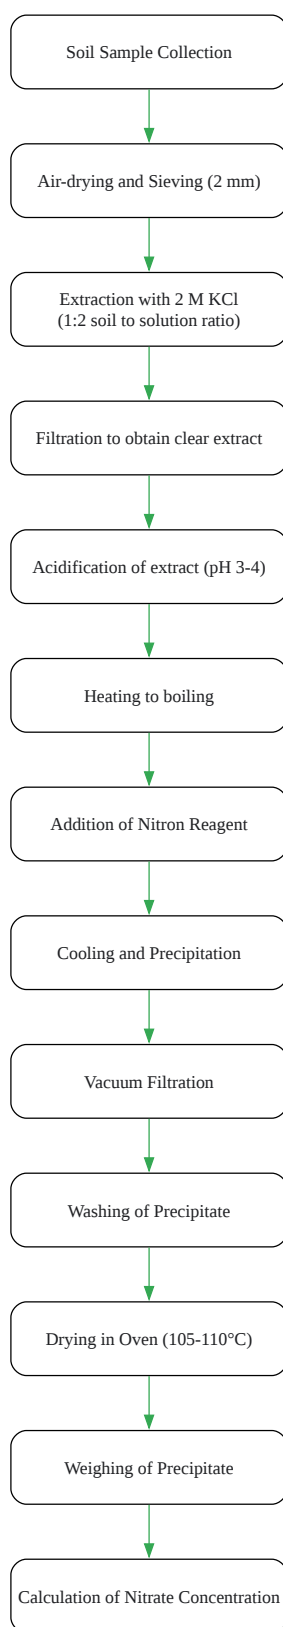 Soil Sample Collection
Air-drying and Sieving (2 mm)
Extraction with 2 M KCl
(1:2 soil to solution ratio)
Filtration to obtain clear extract
Acidification of extract (pH 3-4)
Heating to boiling
Addition of Nitron Reagent
Cooling and Precipitation
Vacuum Filtration
Washing of Precipitate
Drying in Oven (105-110°C)
Weighing of Precipitate
Calculation of Nitrate Concentration